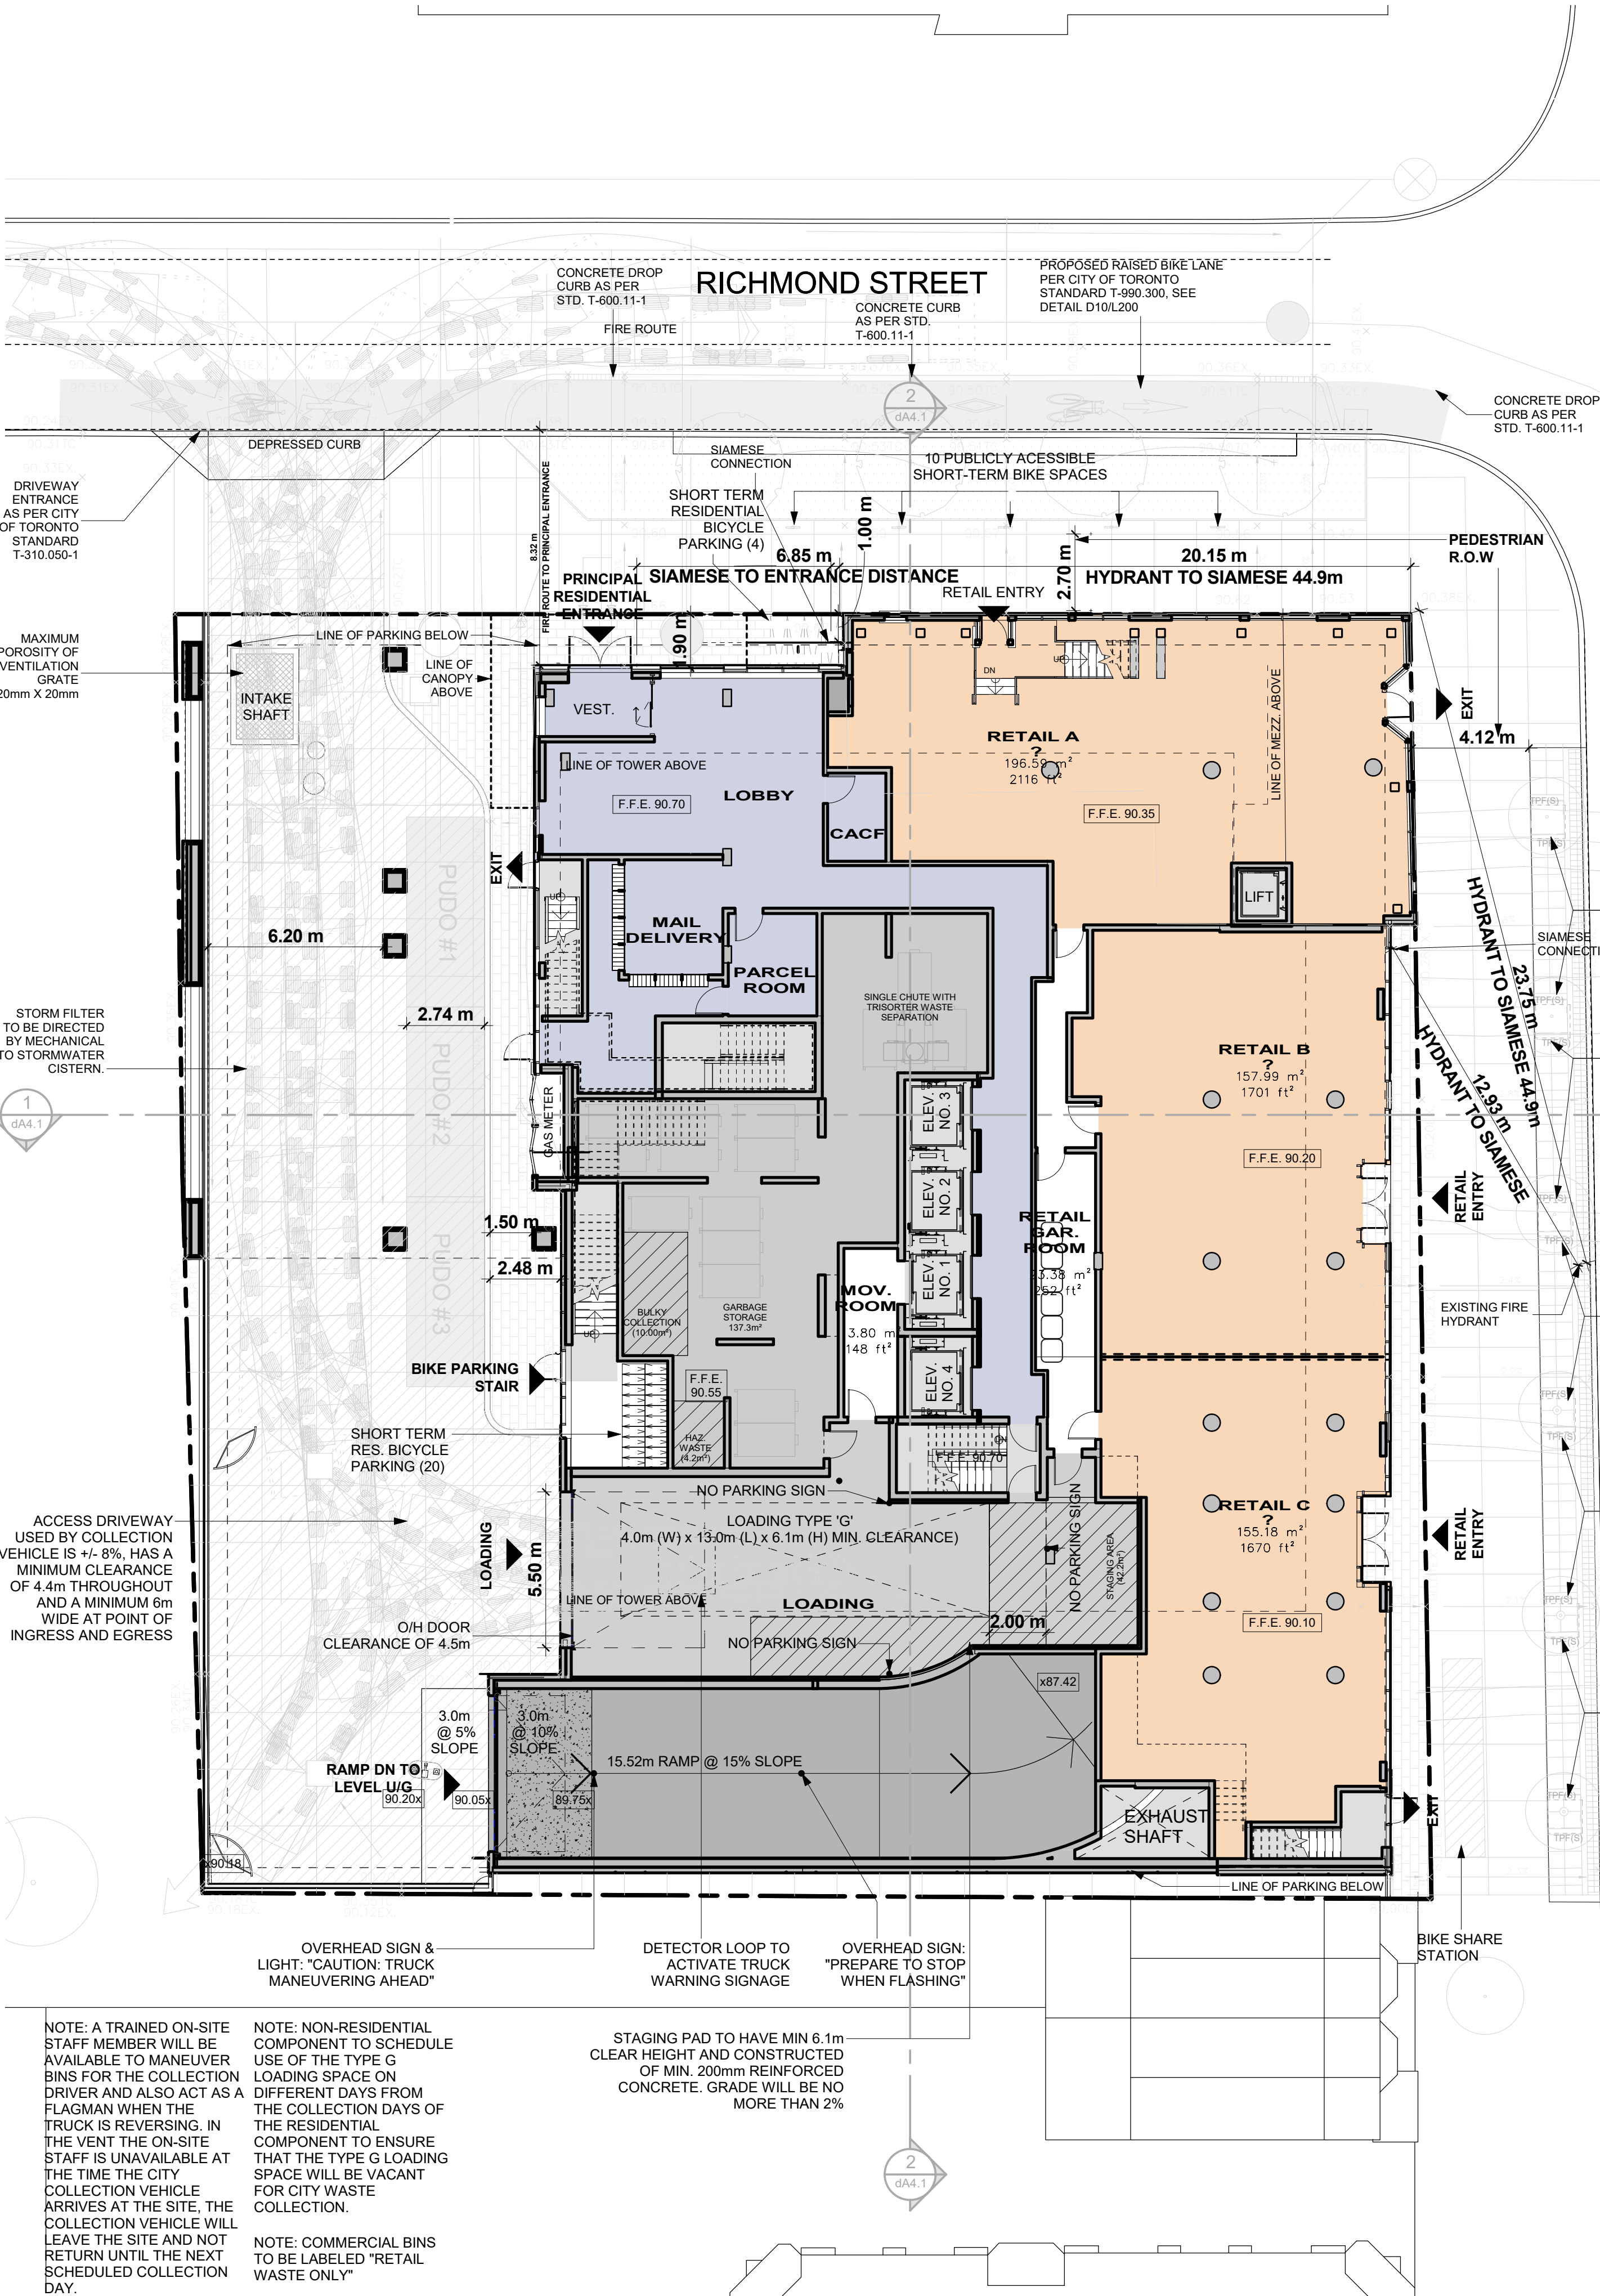 RICHMOND STREET
CONCRETE DROP
CURB AS PER
STD. T-600.11-1
FIRE ROUTE
CONCRETE CURB
AS PER STD.
T-600.11-1
PROPOSED RAISED BIKE LANE
PER CITY OF TORONTO
STANDARD T-990.300, SEE
DETAIL D10/L200
CONCRETE DROP
CURB AS PER
STD. T-600.11-1
2
dA4.1
DEPRESSED CURB
DRIVEWAY
ENTRANCE
AS PER CITY
OF TORONTO
STANDARD
T-310.050-1
SIAMESE
CONNECTION
10 PUBLICLY ACESSIBLE
SHORT-TERM BIKE SPACES
SHORT TERM
RESIDENTIAL
BICYCLE
PARKING (4)
1.00 m
6.85 m
SIAMESE TO ENTRANCE DISTANCE
2.70 m
20.15 m
HYDRANT TO SIAMESE 44.9m
PEDESTRIAN
R.O.W
8.32 m
FIRE ROUTE TO PRINCIPAL ENTRANCE
PRINCIPAL
RESIDENTIAL
ENTRANCE
RETAIL ENTRY
1.90 m
MAXIMUM
POROSITY OF
VENTILATION
GRATE
20mm X 20mm
LINE OF PARKING BELOW
LINE OF
CANOPY
ABOVE
INTAKE
SHAFT
VEST.
DN
UP
LINE OF MEZZ. ABOVE
EXIT
4.12 m
RETAIL A
?
196.59 m²
2116 ft²
LINE OF TOWER ABOVE
LOBBY
F.F.E. 90.70
F.F.E. 90.35
CACF
EXIT
UP
LIFT
MAIL
DELIVERY
PARCEL
ROOM
6.20 m
PUDO #1
2.74 m
PUDO #2
PUDO #3
SIAMESE
HYDRANT TO SIAMESE 44.9m
23.75 m
HYDRANT TO SIAMESE
12.93 m
SINGLE CHUTE WITH
TRISORTER WASTE
SEPARATION
STORM FILTER
TO BE DIRECTED
BY MECHANICAL
TO STORMWATER
CISTERN.
RETAIL B
?
157.99 m²
1701 ft²
1
dA4.1
GAS METER
ELEV.
NO. 3
ELEV.
NO. 2
ELEV.
NO. 1
ELEV.
NO. 4
F.F.E. 90.20
RETAIL
ENTRY
1.50 m
2.48 m
RETAIL
GAR.
ROOM
252 ft²
MOV.
ROOM
148 ft²
BULKY
COLLECTION
(10.00m²)
GARBAGE
STORAGE
137.3m²
UP
EXISTING FIRE
HYDRANT
BIKE PARKING
STAIR
F.F.E.
90.55
SHORT TERM
RES. BICYCLE
PARKING (20)
HAZ.
WASTE
(4.2m²)
DN
F.F.E. 90.70
NO PARKING SIGN
LOADING TYPE 'G'
4.0m (W) x 13.0m (L) x 6.1m (H) MIN. CLEARANCE)
NO PARKING SIGN
STAGING AREA
(42.2m²)
RETAIL C
?
155.18 m²
1670 ft²
RETAIL
ENTRY
LOADING
5.50 m
ACCESS DRIVEWAY
USED BY COLLECTION
VEHICLE IS +/- 8%, HAS A
MINIMUM CLEARANCE
OF 4.4m THROUGHOUT
AND A MINIMUM 6m
WIDE AT POINT OF
INGRESS AND EGRESS
LINE OF TOWER ABOVE
LOADING
2.00 m
F.F.E. 90.10
O/H DOOR
CLEARANCE OF 4.5m
NO PARKING SIGN
x87.42
3.0m
@ 5%
SLOPE
3.0m
@ 10%
SLOPE
15.52m RAMP @ 15% SLOPE
RAMP DN TO
LEVEL U/G
90.20x
90.05x
89.75x
EXHAUST
SHAFT
EXIT
x90.18
LINE OF PARKING BELOW
OVERHEAD SIGN &
LIGHT: "CAUTION: TRUCK
MANEUVERING AHEAD"
DETECTOR LOOP TO
ACTIVATE TRUCK
WARNING SIGNAGE
OVERHEAD SIGN:
"PREPARE TO STOP
WHEN FLASHING"
BIKE SHARE
STATION
STAGING PAD TO HAVE MIN 6.1m
CLEAR HEIGHT AND CONSTRUCTED
OF MIN. 200mm REINFORCED
CONCRETE. GRADE WILL BE NO
MORE THAN 2%
NOTE: A TRAINED ON-SITE
STAFF MEMBER WILL BE
AVAILABLE TO MANEUVER
BINS FOR THE COLLECTION
DRIVER AND ALSO ACT AS A
FLAGMAN WHEN THE
TRUCK IS REVERSING. IN
THE VENT THE ON-SITE
STAFF IS UNAVAILABLE AT
THE TIME THE CITY
COLLECTION VEHICLE
ARRIVES AT THE SITE, THE
COLLECTION VEHICLE WILL
LEAVE THE SITE AND NOT
RETURN UNTIL THE NEXT
SCHEDULED COLLECTION
DAY.
NOTE: NON-RESIDENTIAL
COMPONENT TO SCHEDULE
USE OF THE TYPE G
LOADING SPACE ON
DIFFERENT DAYS FROM
THE COLLECTION DAYS OF
THE RESIDENTIAL
COMPONENT TO ENSURE
THAT THE TYPE G LOADING
SPACE WILL BE VACANT
FOR CITY WASTE
COLLECTION.
NOTE: COMMERCIAL BINS
TO BE LABELED "RETAIL
WASTE ONLY"
2
dA4.1